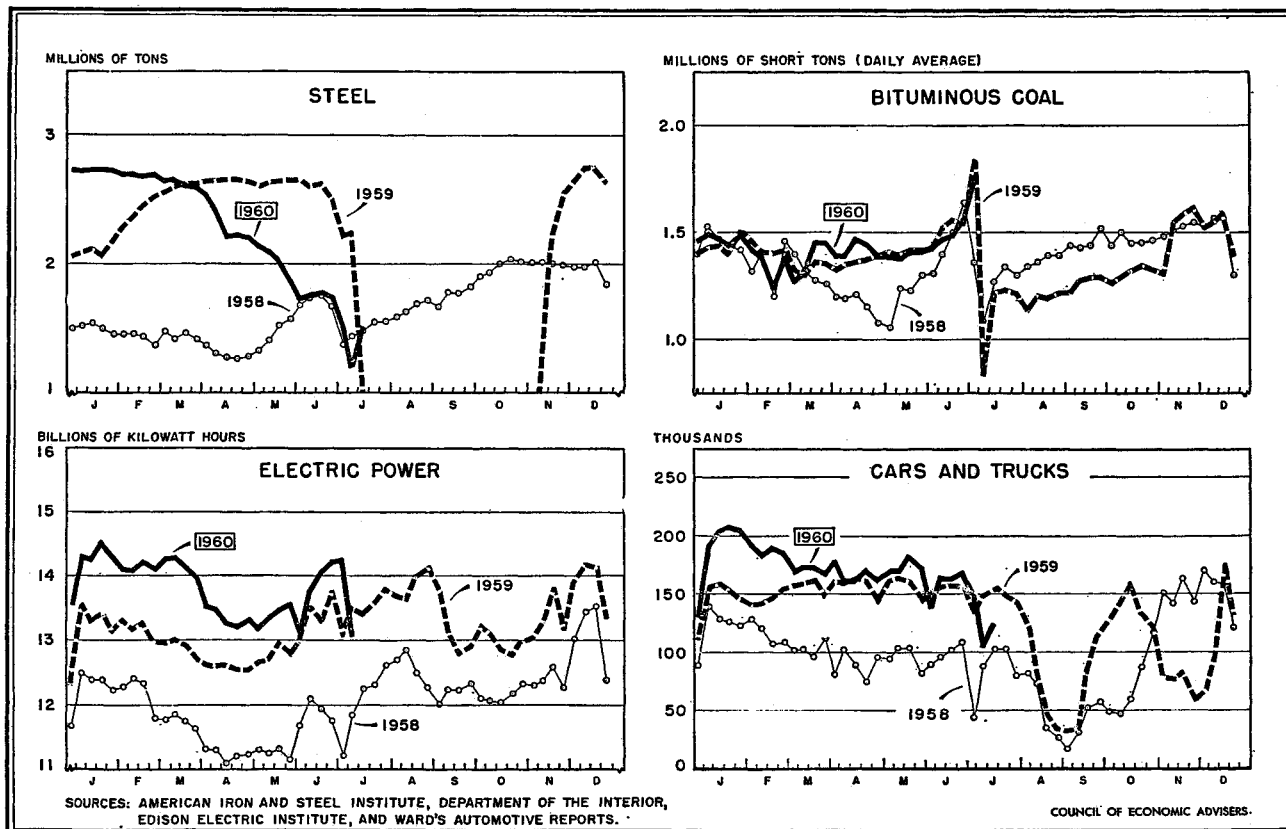 MILLIONS OF TONS
STEEL
3
2
1
1960
1959
1958
J F M A M J J A S O N D
MILLIONS OF SHORT TONS (DAILY AVERAGE)
BITUMINOUS COAL
2.0
1.5
1.0
1960
1959
1958
J F M A M J J A S O N D
BILLIONS OF KILOWATT HOURS
ELECTRIC POWER
16
15
14
13
12
11
1960
1959
1958
J F M A M J J A S O N D
THOUSANDS
CARS AND TRUCKS
250
200
150
100
50
0
1960
1959
1958
J F M A M J J A S O N D
SOURCES: AMERICAN IRON AND STEEL INSTITUTE, DEPARTMENT OF THE INTERIOR,
EDISON ELECTRIC INSTITUTE, AND WARD'S AUTOMOTIVE REPORTS.
COUNCIL OF ECONOMIC ADVISERS.